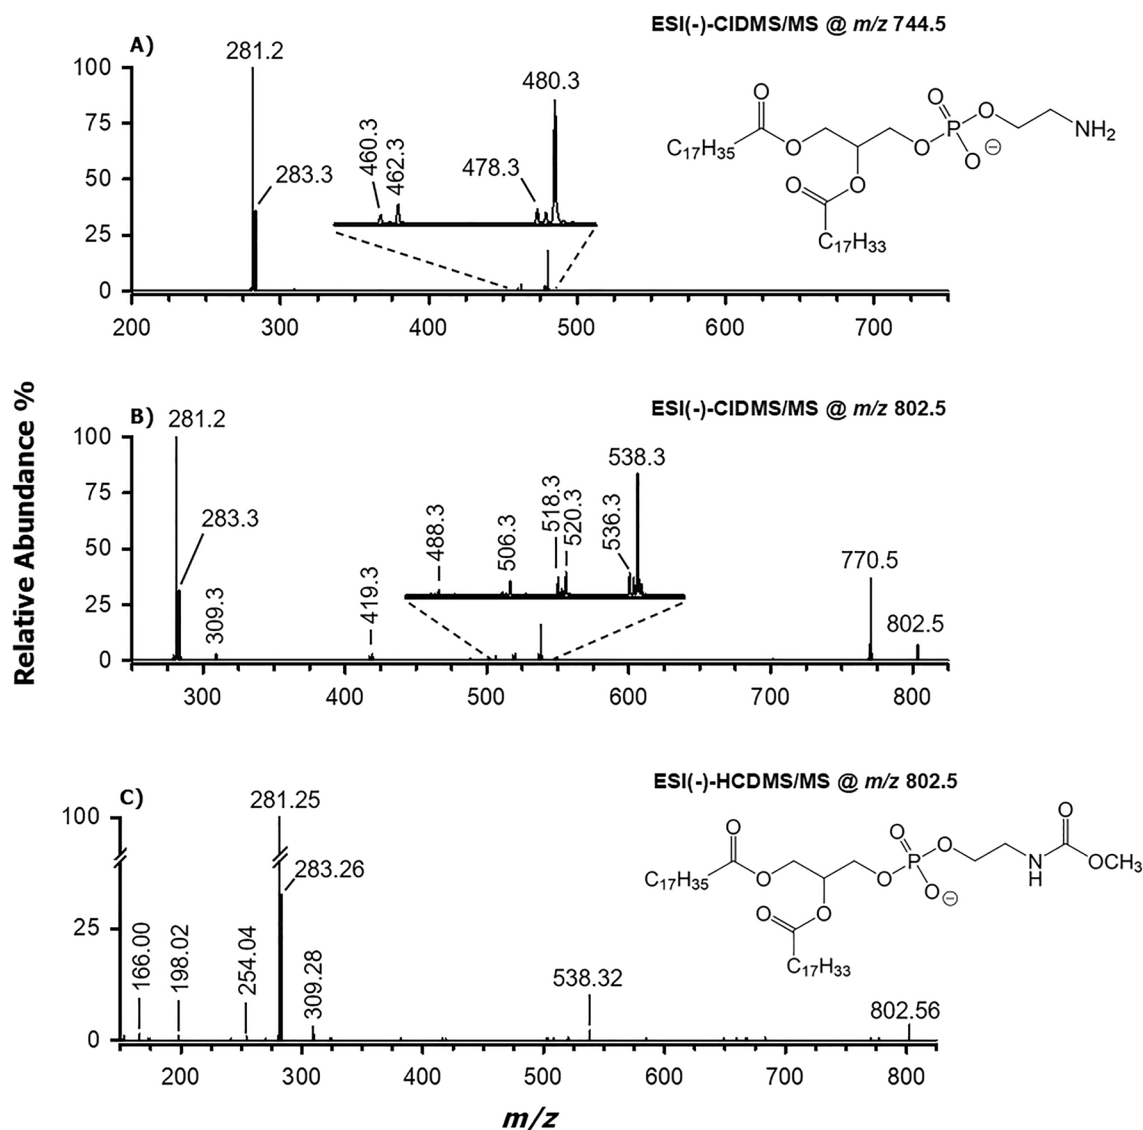 ESI(-)-CIDMS/MS @ m/z 744.5
A)
281.2
100
75
50
25
0
283.3
460.3
462.3
478.3
480.3
O
C17H35
O
O
O
C17H33
O
O
P
O
O
⊖
NH2
200
300
400
500
600
700
Relative Abundance %
ESI(-)-CIDMS/MS @ m/z 802.5
B)
281.2
100
75
50
25
0
283.3
309.3
419.3
488.3
506.3
518.3
520.3
536.3
538.3
770.5
802.5
300
400
500
600
700
800
ESI(-)-HCDMS/MS @ m/z 802.5
C)
281.25
100
25
0
283.26
166.00
198.02
254.04
309.28
538.32
802.56
O
C17H35
O
O
O
C17H33
O
O
P
O
O
⊖
N
H
O
OCH3
200
300
400
500
600
700
800
m/z